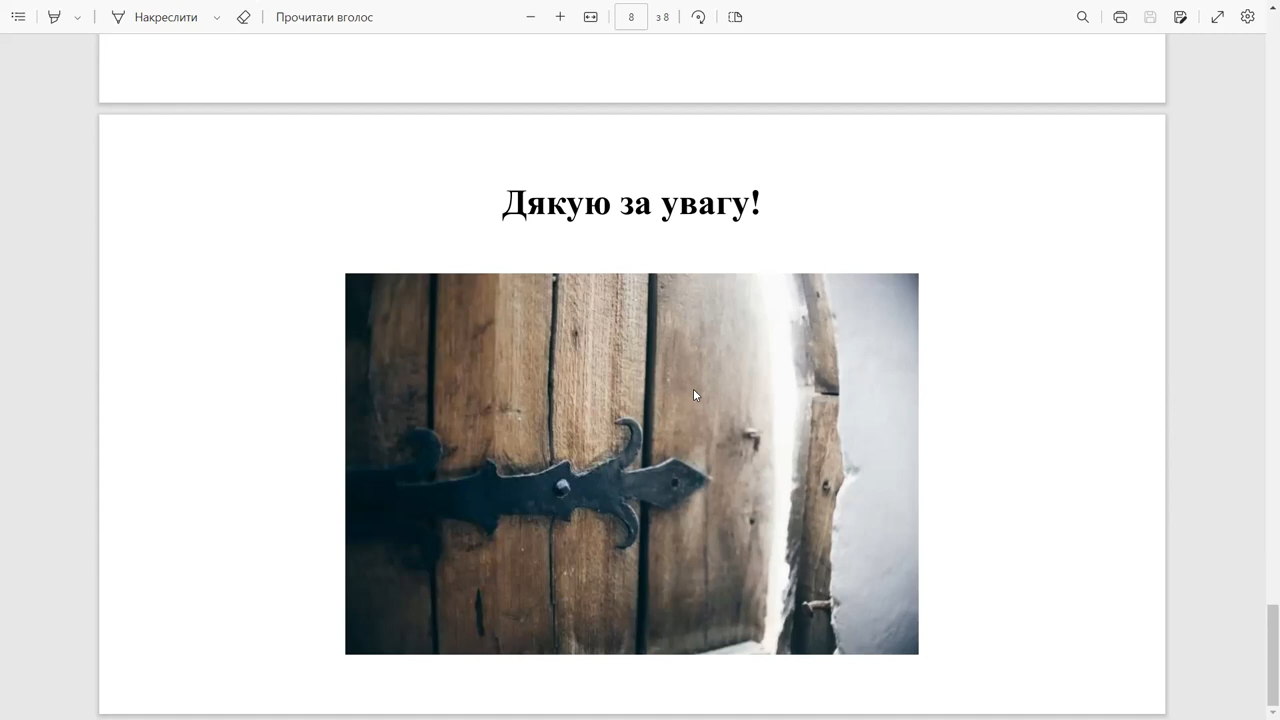 Накреслити
Прочитати вголос
8
з 8
Дякую за увагу!